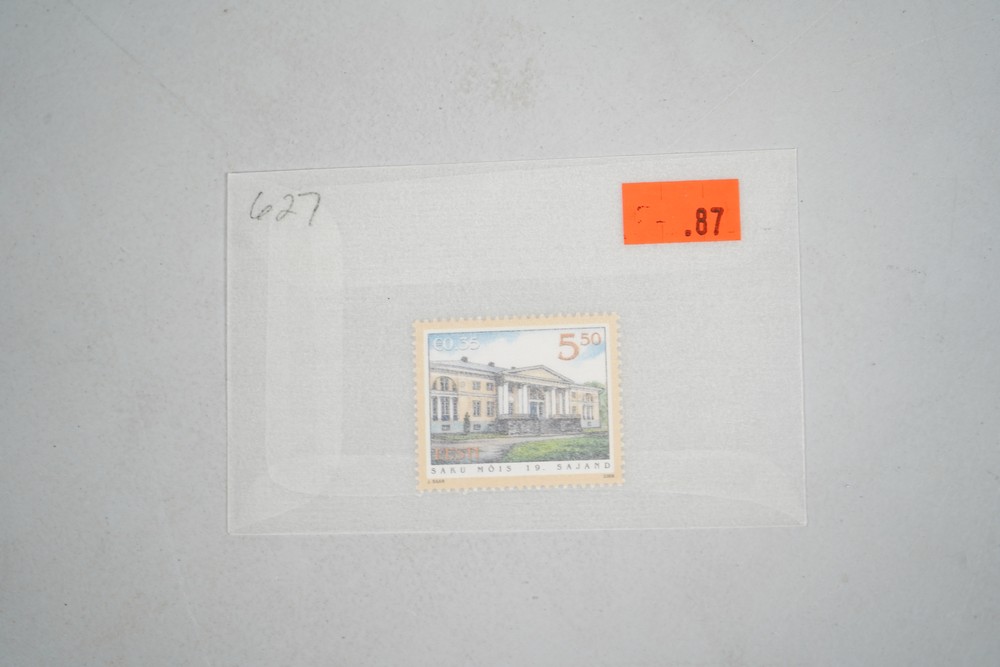 627
.87
€0.35
5 50
EESTI
SAKU MÕIS 19. SAJAND